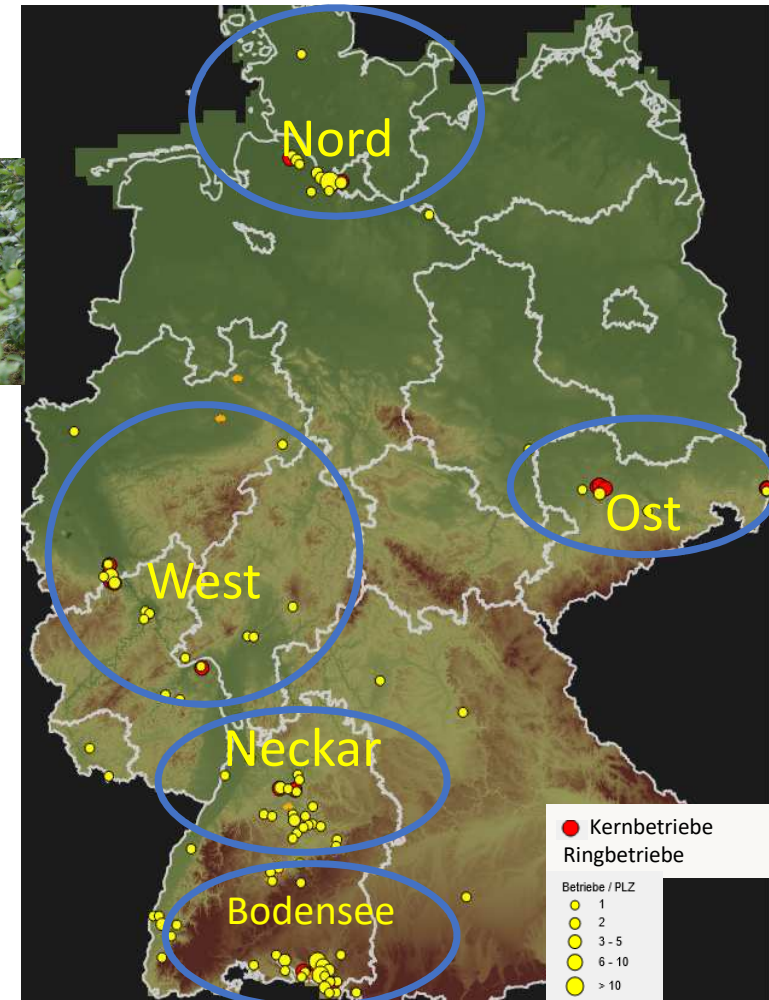 Nord
Ost
West
Neckar
Bodensee
Kernbetriebe
Ringbetriebe
Betriebe / PLZ
1
2
3 - 5
6 - 10
> 10